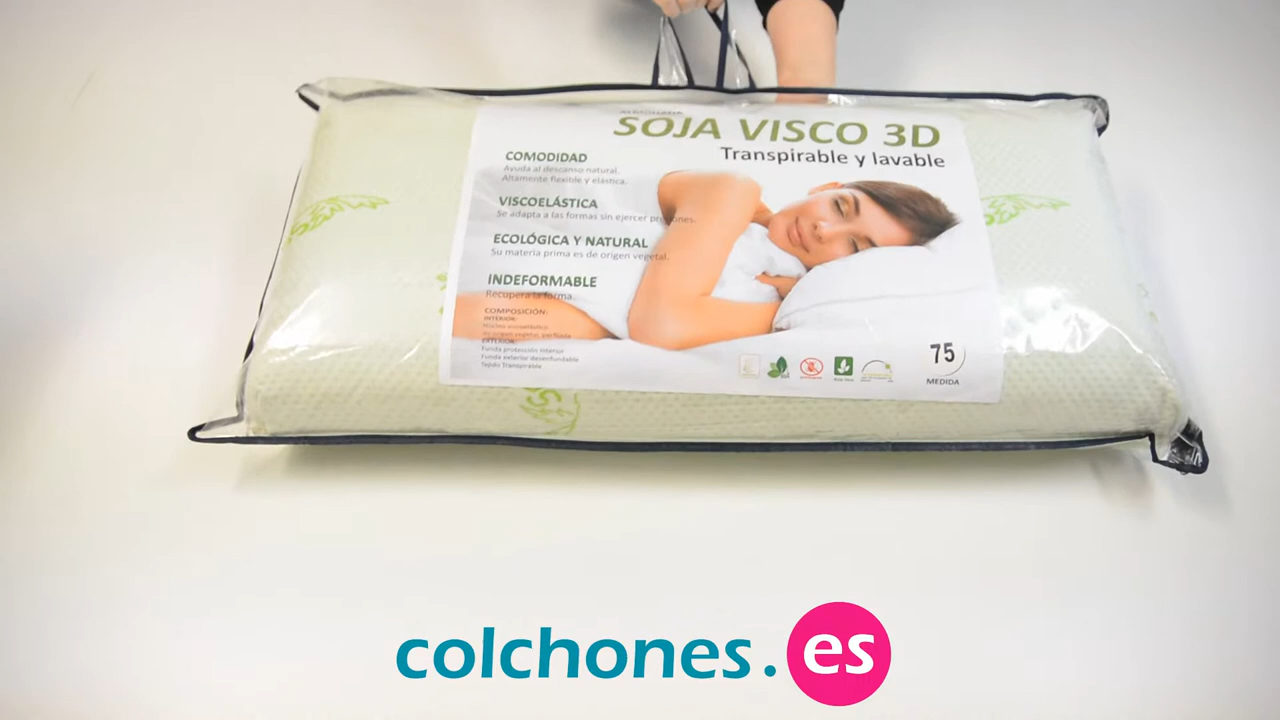 SOJA VISCO 3D
Transpirable y lavable
COMODIDAD
Ayuda al descanso natural.
Altamente flexible y elástica.
VISCOELÁSTICA
Se adapta a las formas sin ejercer presiones.
ECOLÓGICA Y NATURAL
Su materia prima es de origen vegetal.
INDEFORMABLE
Recupera la forma.
COMPOSICIÓN:
INTERIOR:
Núcleo viscoelástico
de origen vegetal, perfilada
EXTERIOR:
Funda protección interior
Funda exterior desenfundable
Tejido Transpirable
75
MEDIDA
colchones.es